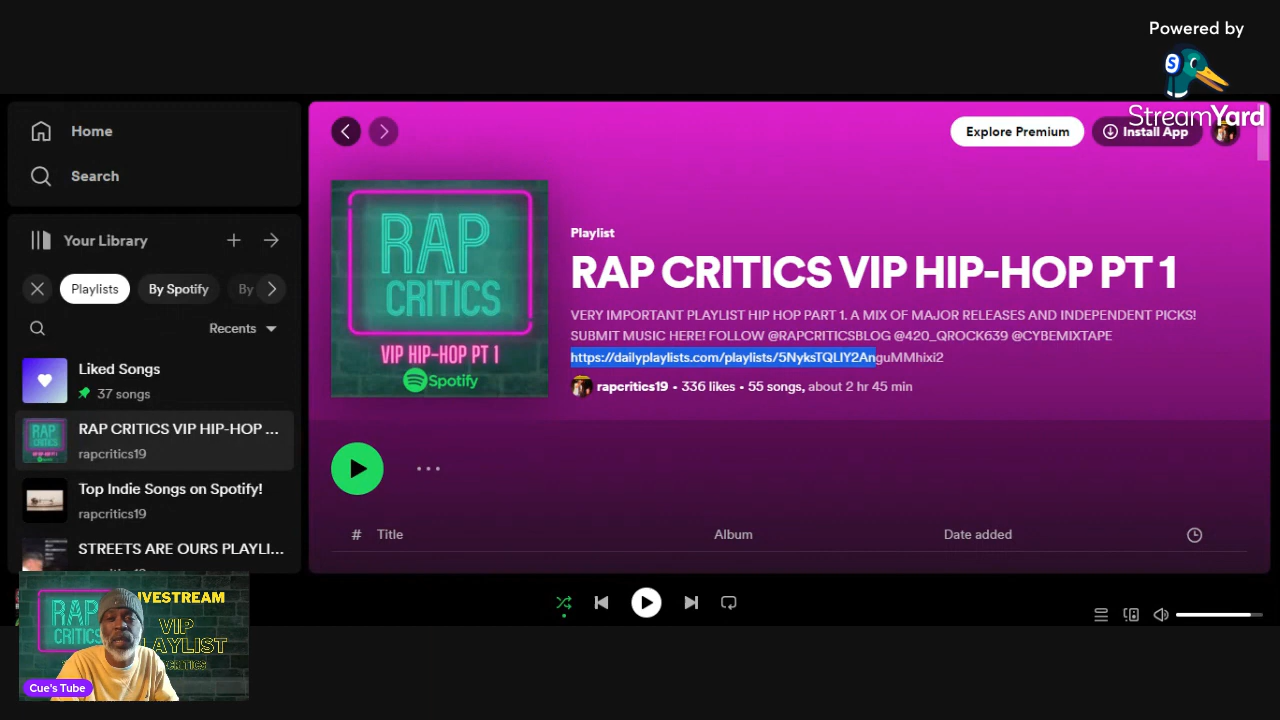 Powered by
StreamYard
Home
Search
Your Library
Playlists
By Spotify
By
Recents
Liked Songs
37 songs
RAP CRITICS VIP HIP-HOP ...
rapcritics19
Top Indie Songs on Spotify!
rapcritics19
STREETS ARE OURS PLAYLI...
Explore Premium
Install App
RAP
CRITICS
VIP HIP-HOP PT 1
Spotify
Playlist
RAP CRITICS VIP HIP-HOP PT 1
VERY IMPORTANT PLAYLIST HIP HOP PART 1. A MIX OF MAJOR RELEASES AND INDEPENDENT PICKS!
SUBMIT MUSIC HERE! FOLLOW @RAPCRITICSBLOG @420_QROCK639 @CYBEMIXTAPE
https://dailyplaylists.com/playlists/5NyksTQLIY2AnguMMhixi2
rapcritics19 • 336 likes • 55 songs, about 2 hr 45 min
# Title Album Date added
RAP
CRITICS
VIP
Cue's Tube